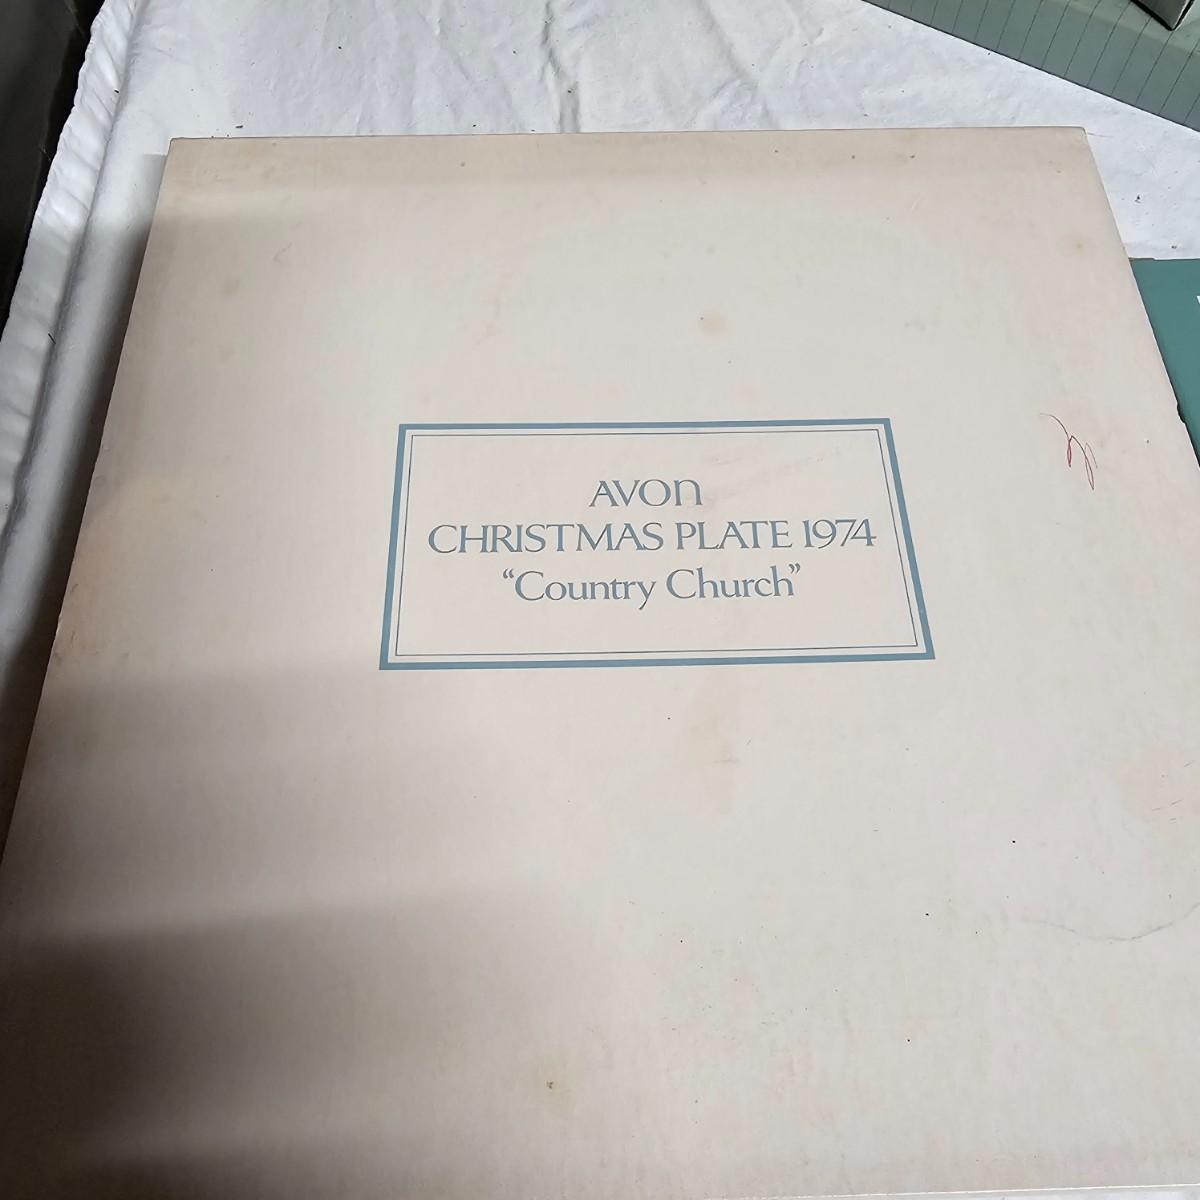 AVON
CHRISTMAS PLATE 1974
“Country Church”